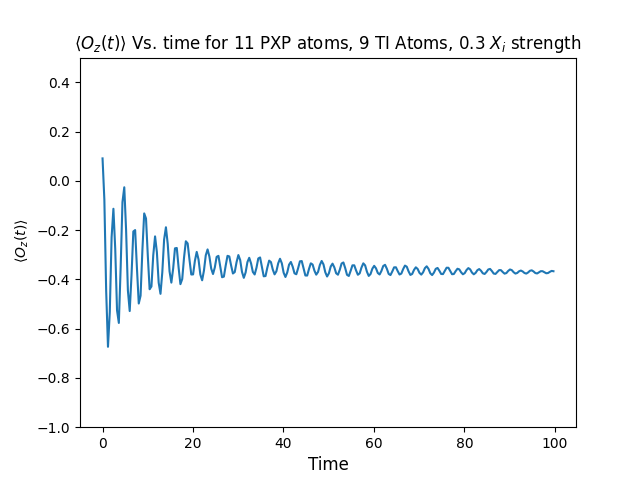 ⟨O_z(t)⟩ Vs. time for 11 PXP atoms, 9 TI Atoms, 0.3 X_i strength
0.4
0.2
0.0
−0.2
−0.4
−0.6
−0.8
−1.0
⟨O_z(t)⟩
0 20 40 60 80 100
Time